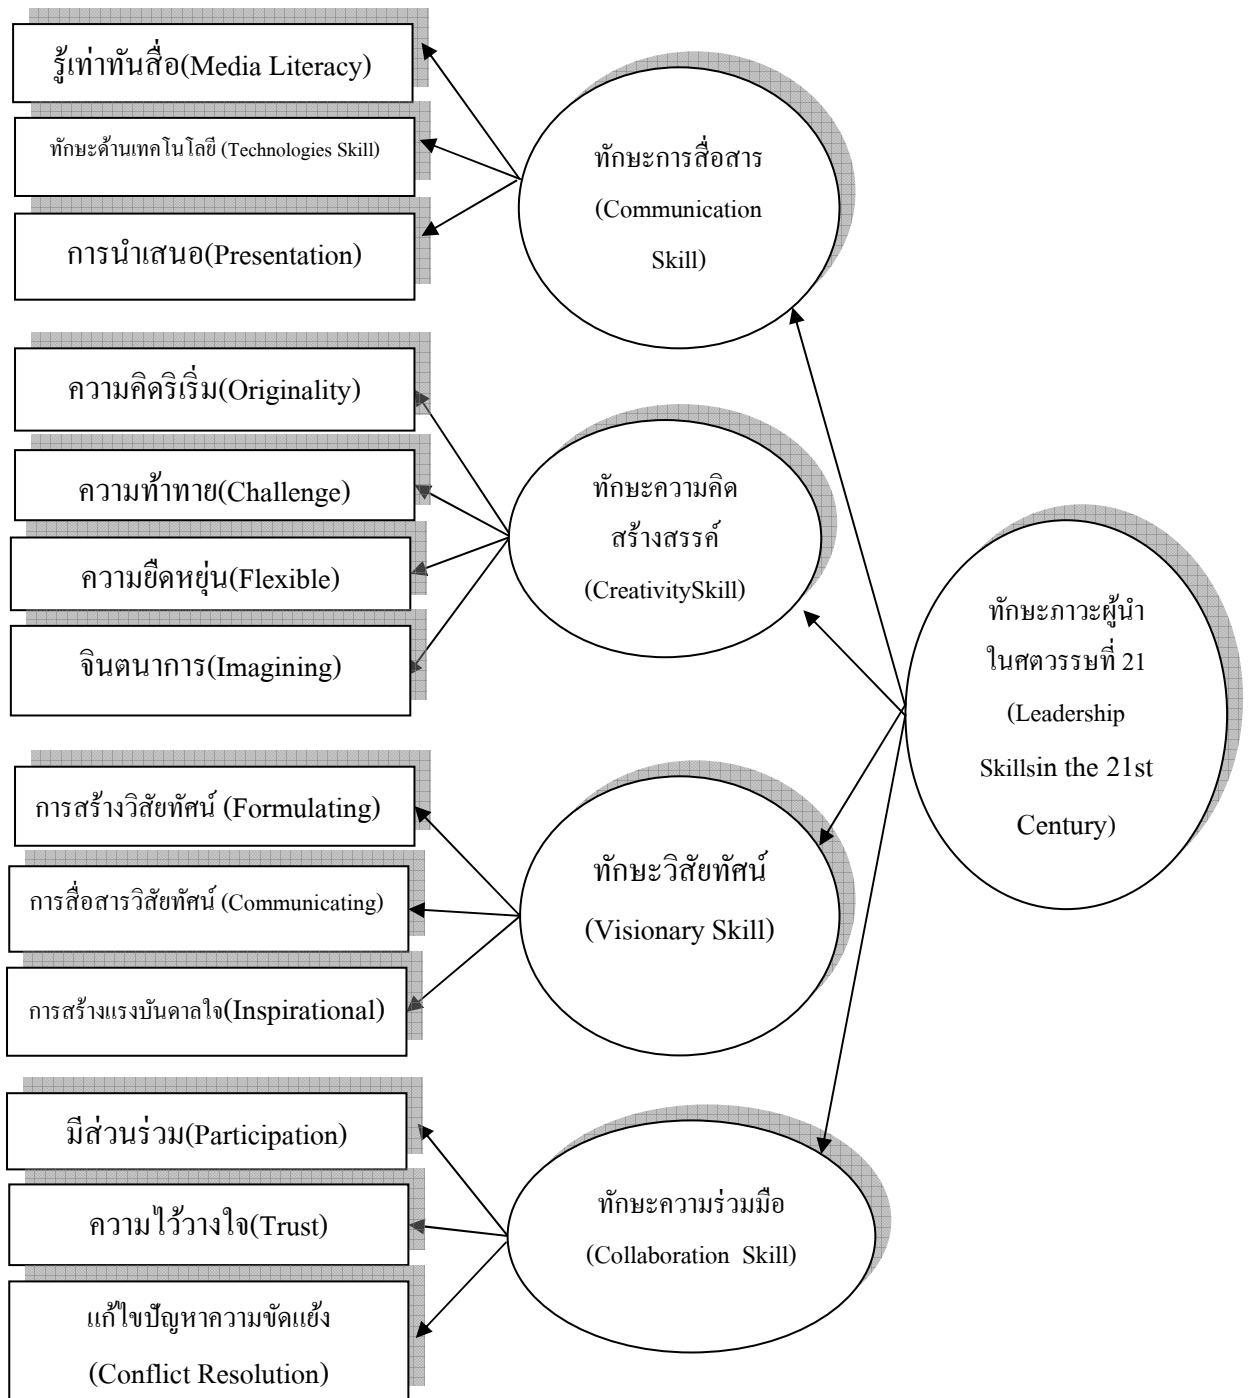 รู้เท่าทันสื่อ(Media Literacy)
ทักษะด้านเทคโนโลยี (Technologies Skill)
การนำเสนอ(Presentation)
ทักษะการสื่อสาร
(Communication
Skill)
ความคิดริเริ่ม(Originality)
ความท้าทาย(Challenge)
ความยืดหยุ่น(Flexible)
จินตนาการ(Imagining)
ทักษะความคิด
สร้างสรรค์
(CreativitySkill)
การสร้างวิสัยทัศน์ (Formulating)
การสื่อสารวิสัยทัศน์ (Communicating)
การสร้างแรงบันดาลใจ(Inspirational)
ทักษะวิสัยทัศน์
(Visionary Skill)
มีส่วนร่วม(Participation)
ความไว้วางใจ(Trust)
แก้ไขปัญหาความขัดแย้ง
(Conflict Resolution)
ทักษะความร่วมมือ
(Collaboration Skill)
ทักษะภาวะผู้นำ
ในศตวรรษที่ 21
(Leadership
Skillsin the 21st
Century)